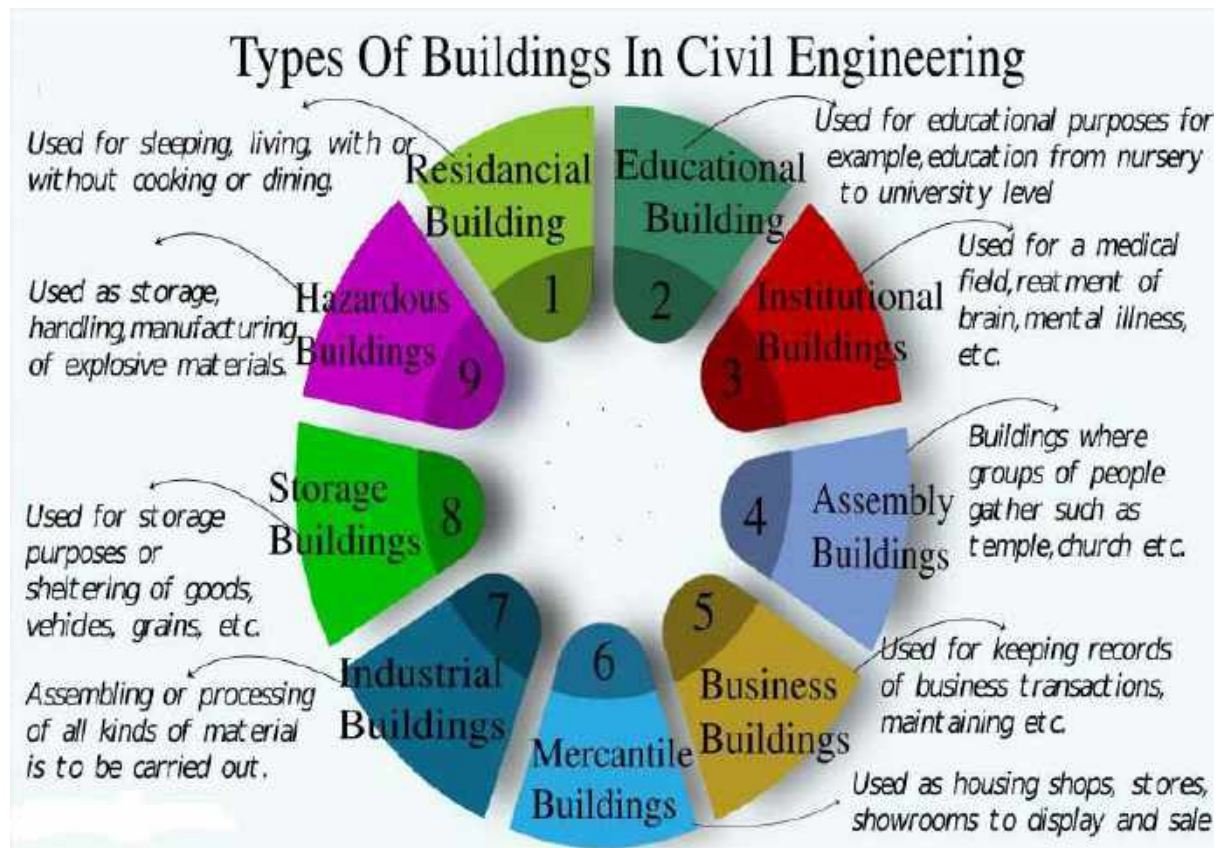 Types Of Buildings In Civil Engineering
Used for sleeping, living, with or
without cooking or dining.
Residancial
Building
1
Educational
Building
2
Used for educational purposes for
example,education from nursery
to university level
Institutional
Buildings
3
Used for a medical
field,reatment of
brain,mental illness,
etc.
Assembly
Buildings
4
Buildings where
groups of people
gather such as
temple,church etc.
Business
Buildings
5
Used for keeping records
of business transactions,
maintaining etc.
Mercantile
Buildings
6
Used as housing shops, stores,
showrooms to display and sale
Industrial
Buildings
7
Assembling or processing
of all kinds of material
is to be carried out.
Storage
Buildings
8
Used for storage
purposes or
sheltering of goods,
vehicles, grains, etc.
Hazardous
Buildings
9
Used as storage,
handling,manufacturing
of explosive materials.